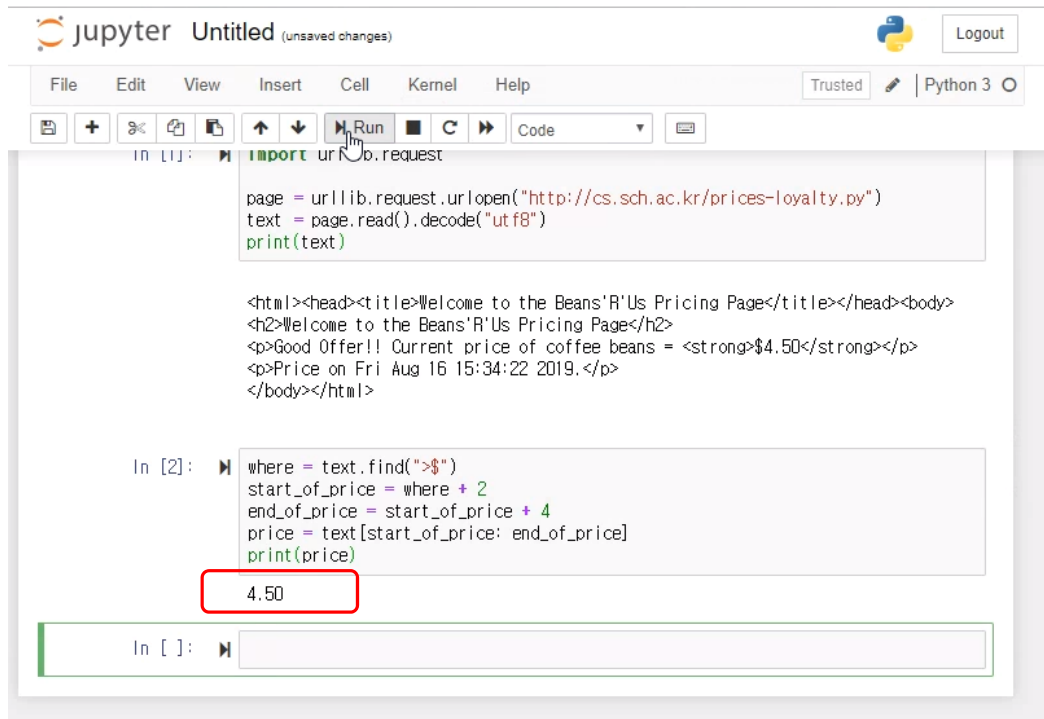 jupyter Untitled (unsaved changes) Logout
File Edit View Insert Cell Kernel Help Trusted Python 3
Run Code
In [1]: import urllib.request
page = urllib.request.urlopen("http://cs.sch.ac.kr/prices-loyalty.py")
text = page.read().decode("utf8")
print(text)
<html><head><title>Welcome to the Beans'R'Us Pricing Page</title></head><body>
<h2>Welcome to the Beans'R'Us Pricing Page</h2>
<p>Good Offer!! Current price of coffee beans = <strong>$4.50</strong></p>
<p>Price on Fri Aug 16 15:34:22 2019.</p>
</body></html>
In [2]: where = text.find(">$")
start_of_price = where + 2
end_of_price = start_of_price + 4
price = text[start_of_price: end_of_price]
print(price)
4.50
In [ ]: